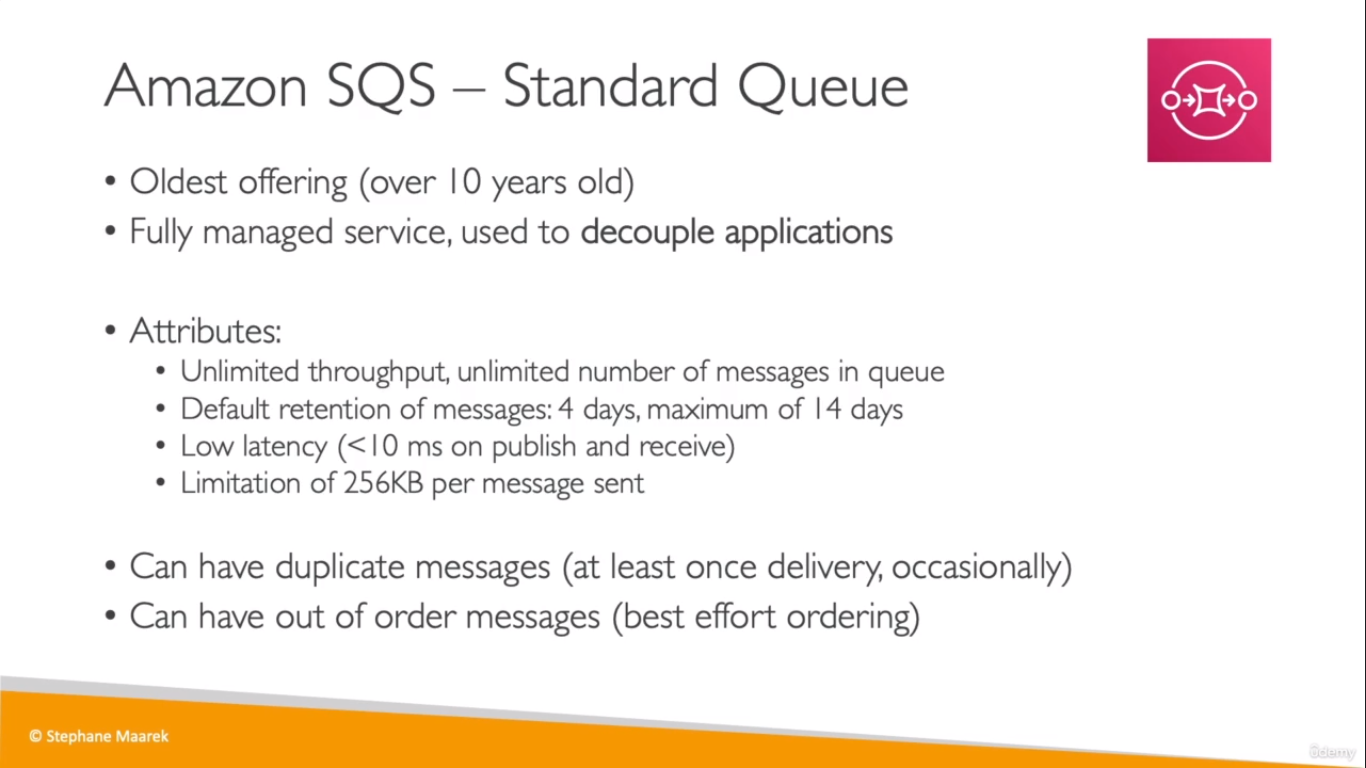 Amazon SQS – Standard Queue
• Oldest offering (over 10 years old)
• Fully managed service, used to decouple applications
• Attributes:
• Unlimited throughput, unlimited number of messages in queue
• Default retention of messages: 4 days, maximum of 14 days
• Low latency (<10 ms on publish and receive)
• Limitation of 256KB per message sent
• Can have duplicate messages (at least once delivery, occasionally)
• Can have out of order messages (best effort ordering)
© Stephane Maarek
ûdemy